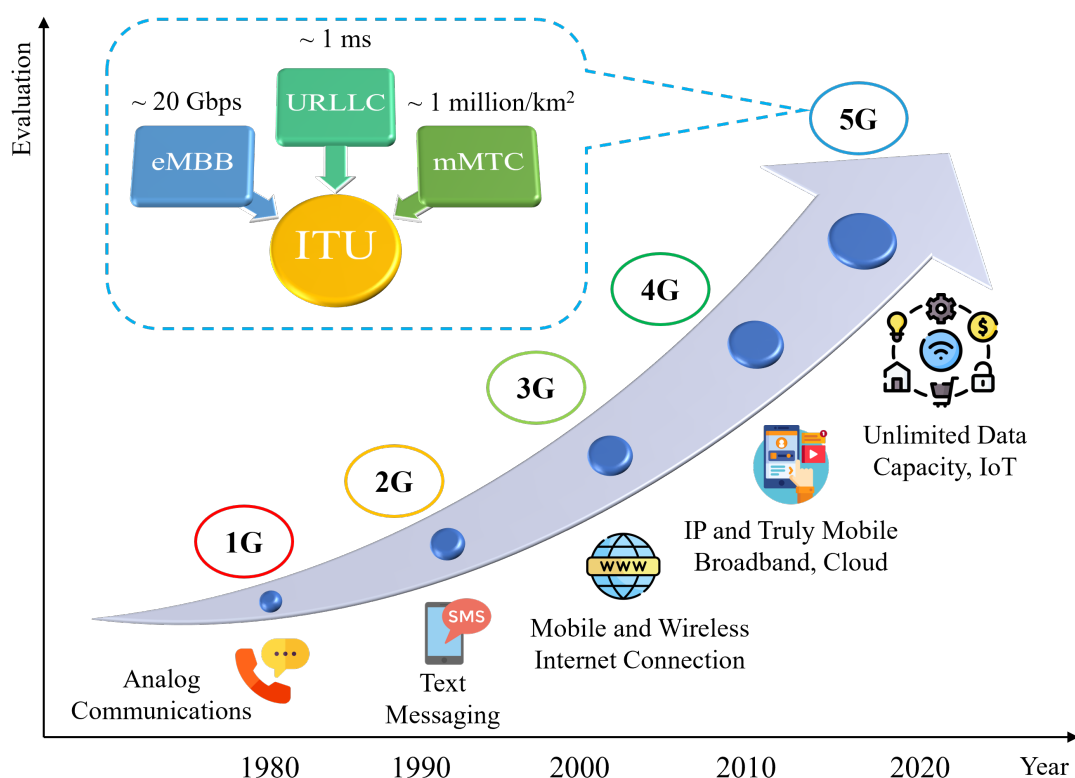 Evaluation
~ 1 ms
~ 20 Gbps
URLLC
~ 1 million/km²
eMBB
mMTC
ITU
5G
4G
3G
2G
1G
Unlimited Data
Capacity, IoT
IP and Truly Mobile
Broadband, Cloud
WWW
Mobile and Wireless
Internet Connection
SMS
Text
Messaging
Analog
Communications
$
1980
1990
2000
2010
2020
Year